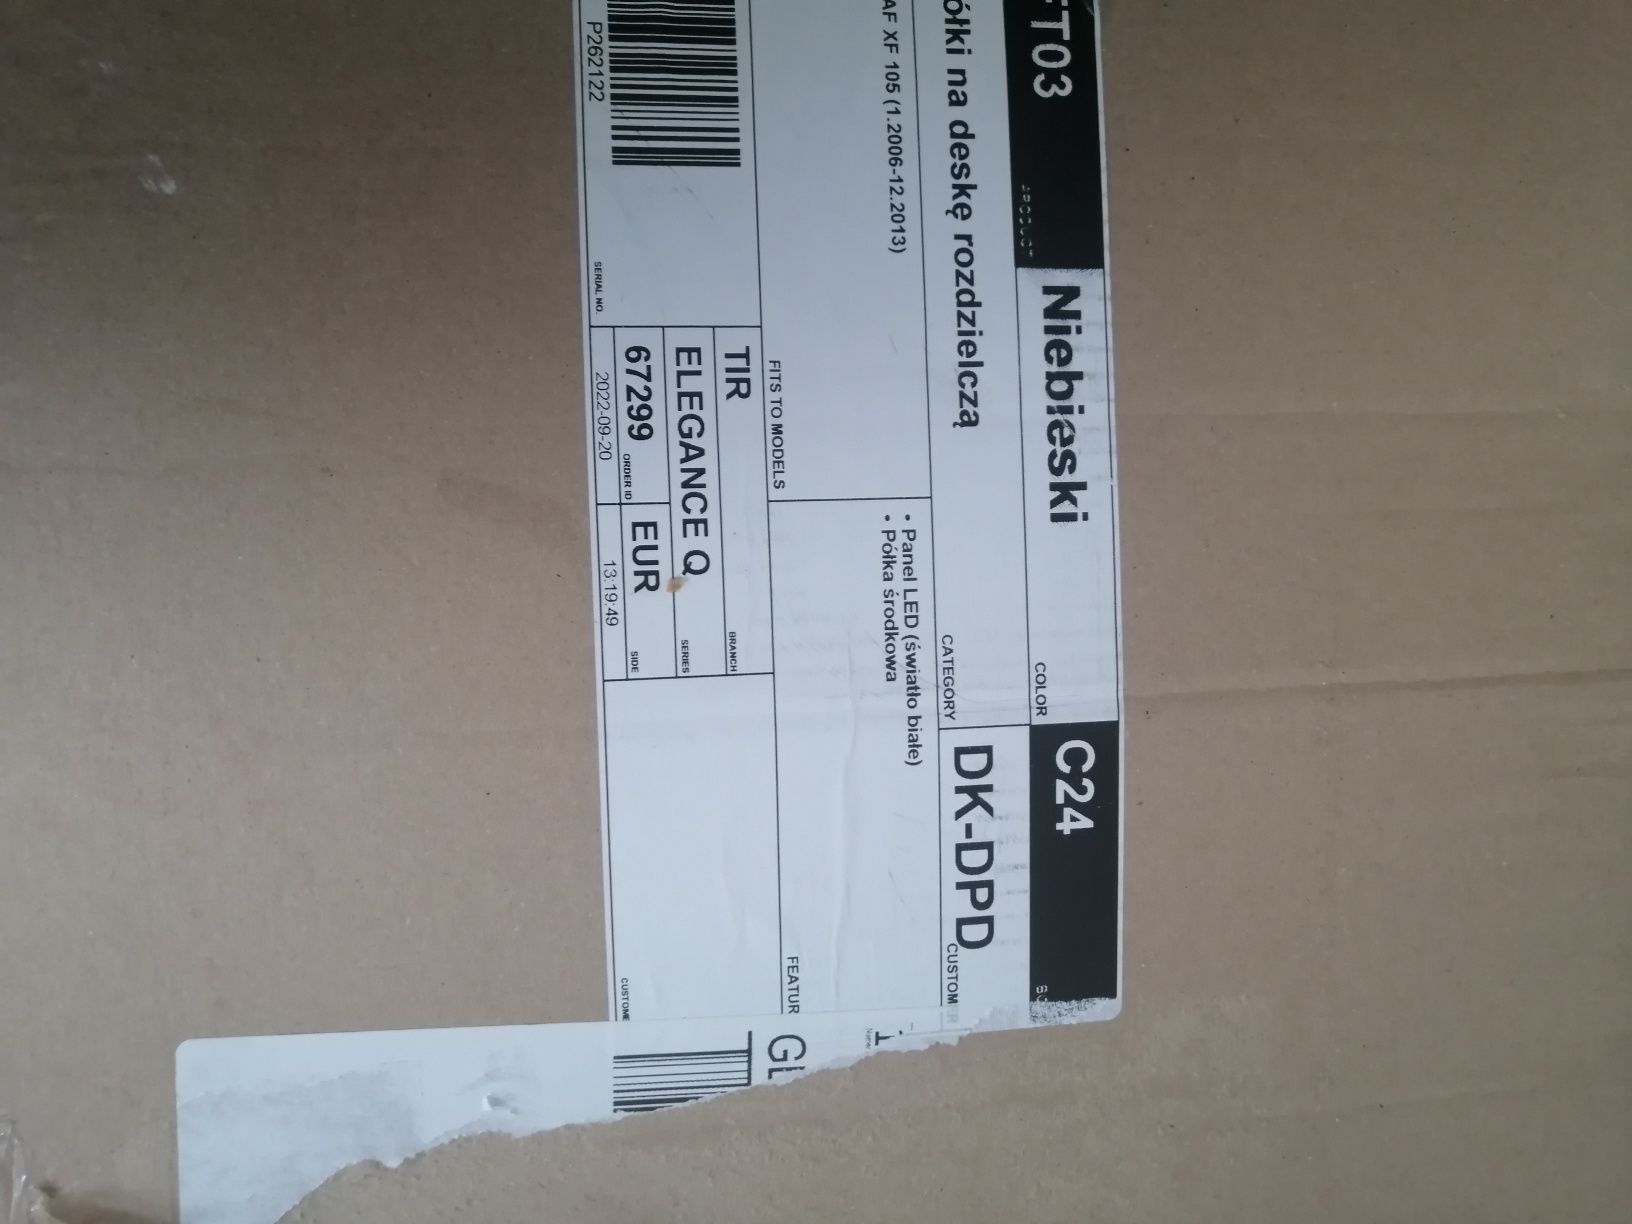 TT03
PRODUCT
Niebieski
COLOR
C24
ółki na deskę rozdzielczą
CATEGORY
DK-DPD
CUSTOM
AF XF 105 (1.2006-12.2013)
FITS TO MODELS
• Panel LED (światło białe)
• Półka środkowa
FEATUR
TIR
BRANCH
ELEGANCE Q
SERIES
67299
ORDER ID
EUR
SIDE
P262122
SERIAL NO.
2022-09-20
13:19:49
CUSTOME